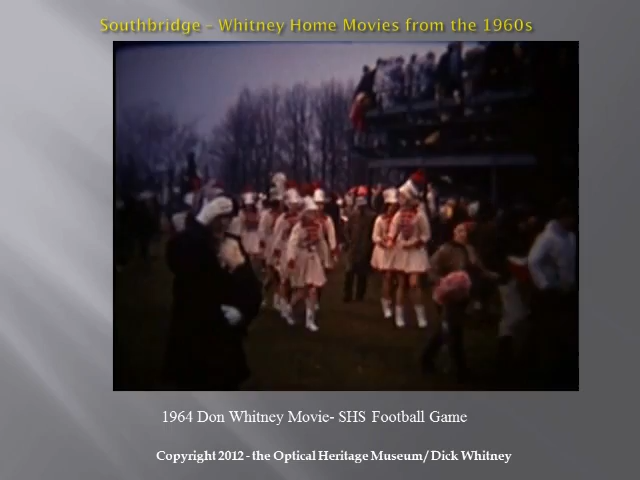 Southbridge - Whitney Home Movies from the 1960s
1964 Don Whitney Movie- SHS Football Game
Copyright 2012 - the Optical Heritage Museum / Dick Whitney